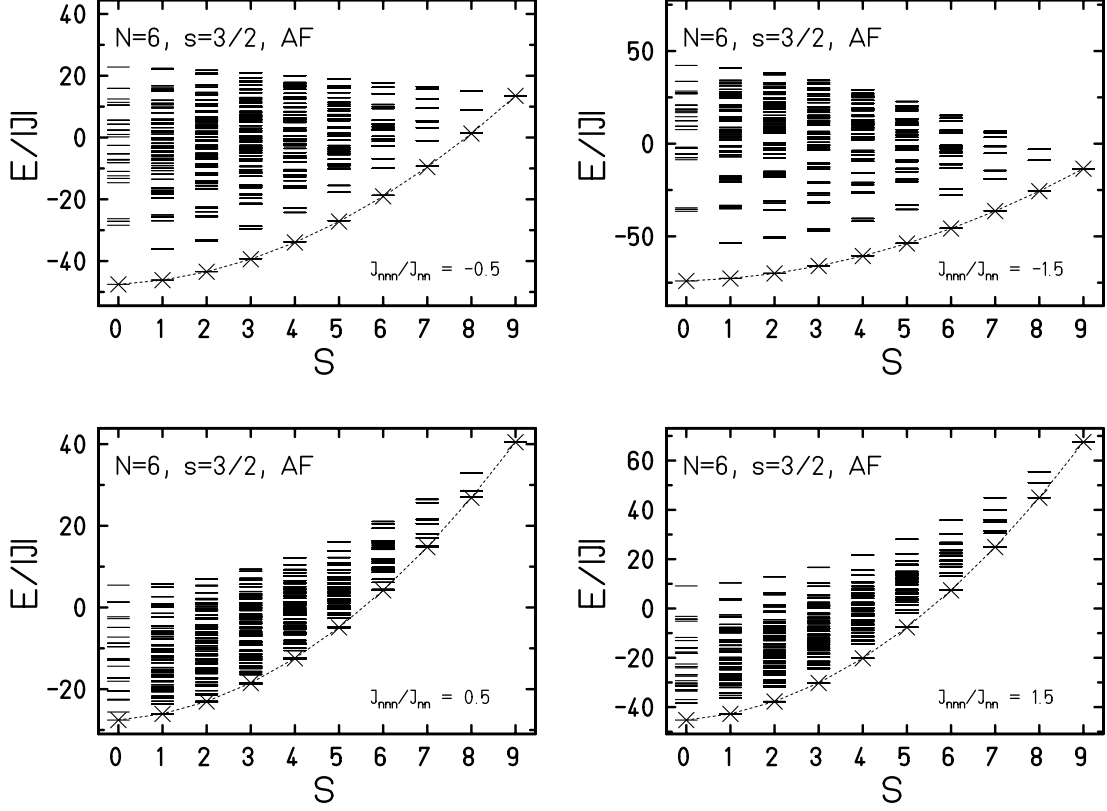 40
20
0
-20
-40
E/|J|
N=6, s=3/2, AF
J_nnn/J_nn = -0.5
0 1 2 3 4 5 6 7 8 9
S
50
0
-50
E/|J|
N=6, s=3/2, AF
J_nnn/J_nn = -1.5
0 1 2 3 4 5 6 7 8 9
S
40
20
0
-20
E/|J|
N=6, s=3/2, AF
J_nnn/J_nn = 0.5
0 1 2 3 4 5 6 7 8 9
S
60
40
20
0
-20
-40
E/|J|
N=6, s=3/2, AF
J_nnn/J_nn = 1.5
0 1 2 3 4 5 6 7 8 9
S